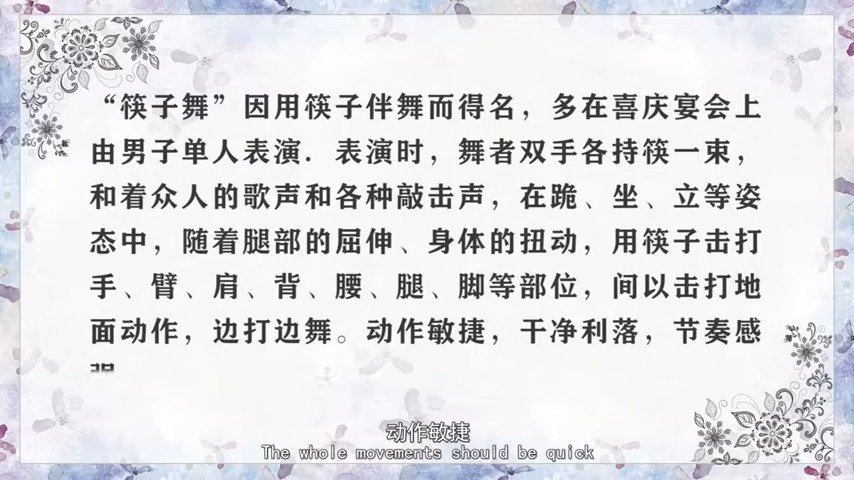 “筷子舞”因用筷子伴舞而得名，多在喜庆宴会上
由男子单人表演．表演时，舞者双手各持筷一束，
和着众人的歌声和各种敲击声，在跪、坐、立等姿
态中，随着腿部的屈伸、身体的扭动，用筷子击打
手、臂、肩、背、腰、腿、脚等部位，间以击打地
面动作，边打边舞。动作敏捷，干净利落，节奏感
动作敏捷
The whole movements should be quick